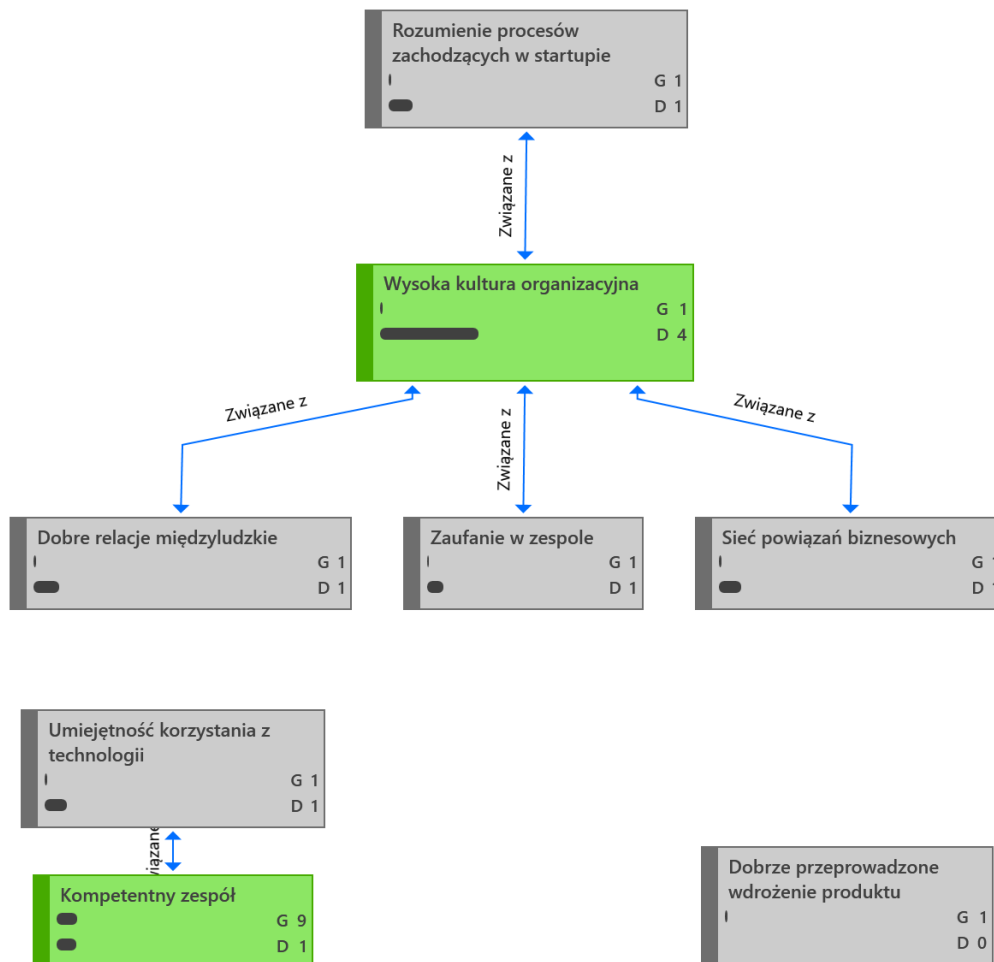 Rozumienie procesów
zachodzących w startupie
G 1
D 1
Związane z
Wysoka kultura organizacyjna
G 1
D 4
Związane z
Związane z
Związane z
Dobre relacje międzyludzkie
G 1
D 1
Zaufanie w zespole
G 1
D 1
Sieć powiązań biznesowych
G
D
Umiejętność korzystania z
technologii
G 1
D 1
Kompetentny zespół
G 9
D 1
Dobrze przeprowadzone
wdrożenie produktu
G 1
D 0